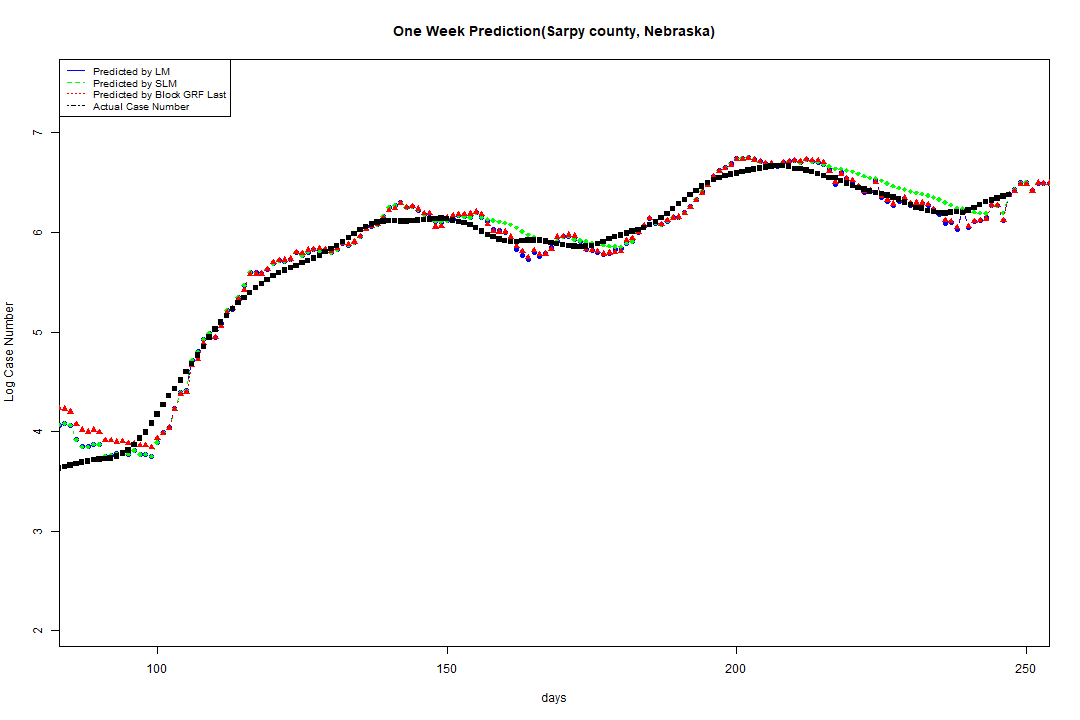 One Week Prediction(Sarpy county, Nebraska)
Predicted by LM
Predicted by SLM
Predicted by Block GRF Last
Actual Case Number
7
6
5
4
3
2
Log Case Number
100 150 200 250
days